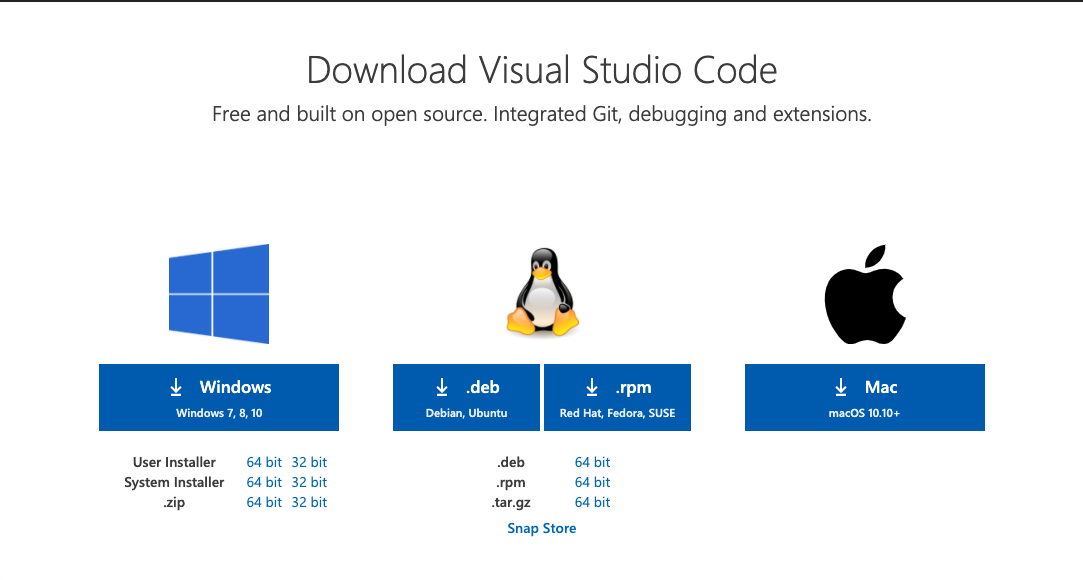 Download Visual Studio Code
Free and built on open source. Integrated Git, debugging and extensions.
Windows
Windows 7, 8, 10
User Installer 64 bit 32 bit
System Installer 64 bit 32 bit
.zip 64 bit 32 bit
.deb
Debian, Ubuntu
.rpm
Red Hat, Fedora, SUSE
.deb 64 bit
.rpm 64 bit
.tar.gz 64 bit
Snap Store
Mac
macOS 10.10+